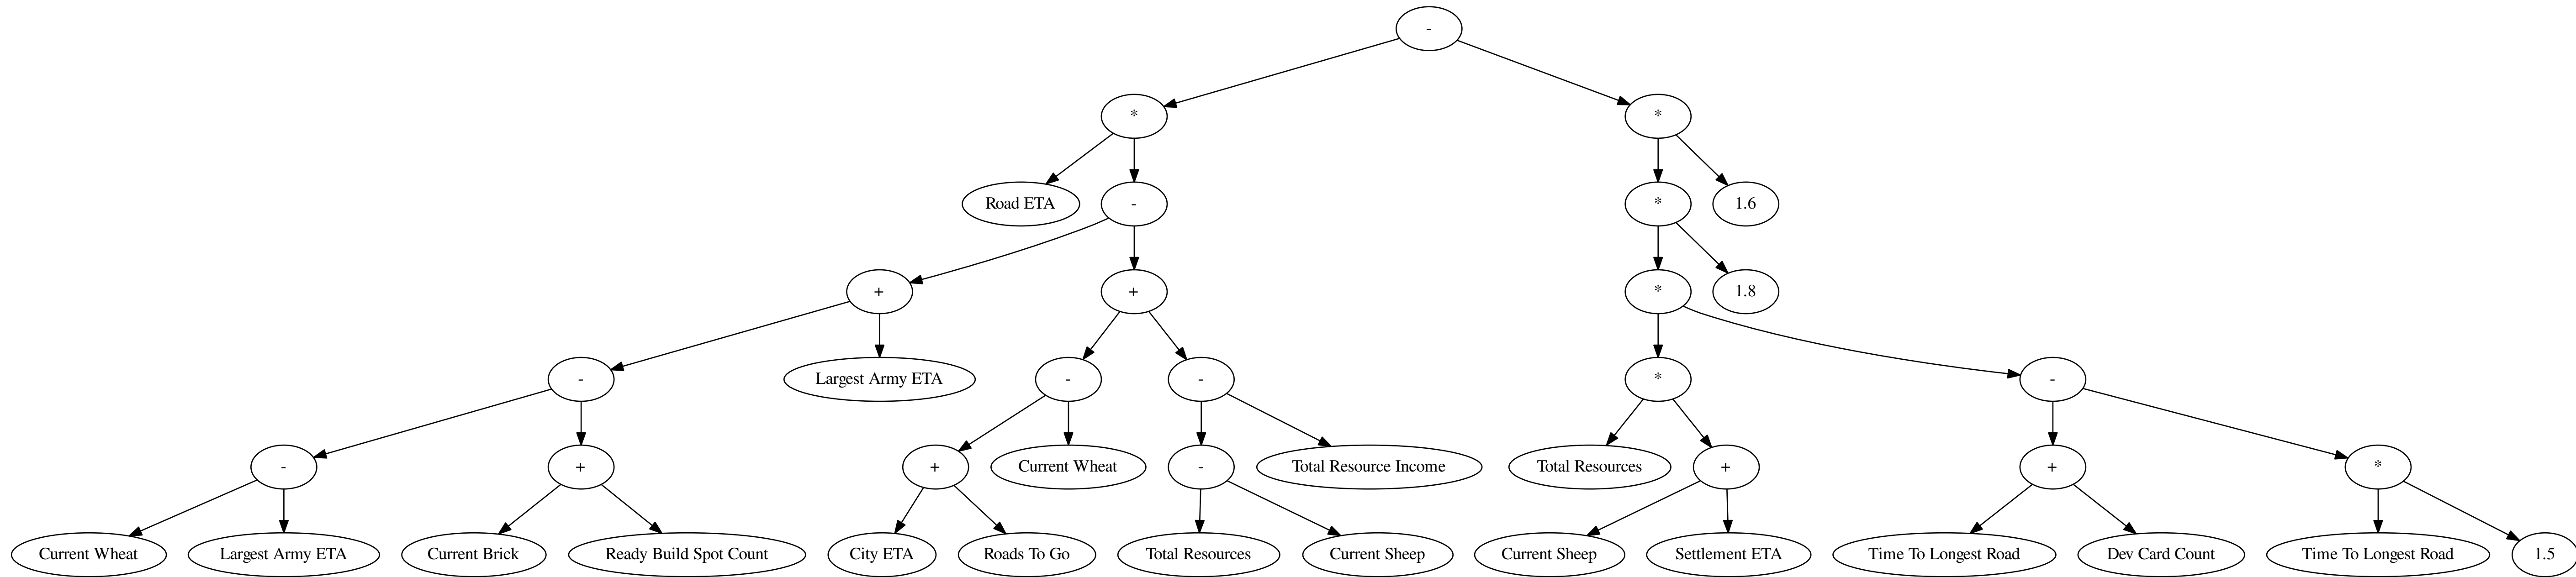 -
* *
Road ETA - * 1.6
+ + * 1.8
- Largest Army ETA - - * -
- + + Current Wheat - Total Resource Income Total Resources + + *
Current Wheat Largest Army ETA Current Brick Ready Build Spot Count City ETA Roads To Go Total Resources Current Sheep Current Sheep Settlement ETA Time To Longest Road Dev Card Count Time To Longest Road 1.5